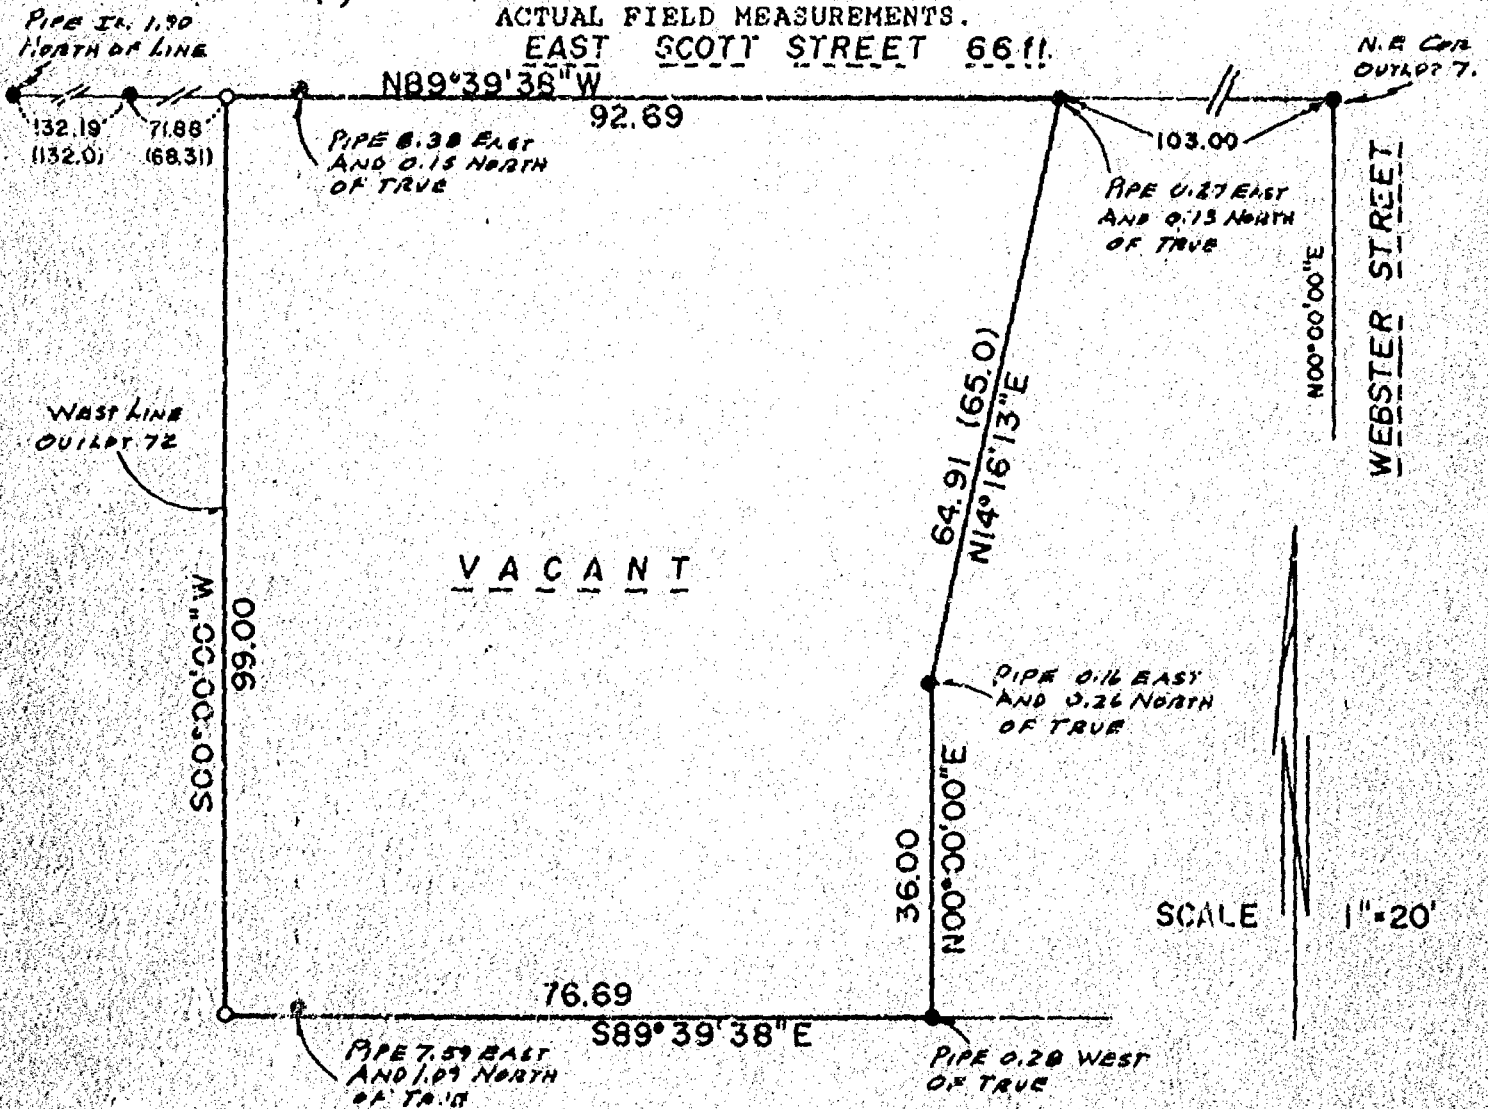 ACTUAL FIELD MEASUREMENTS.
EAST SCOTT STREET 66 ft.
PIPE IS 1.90
NORTH OF LINE
N.E COR
OUTLOT 7.
N89°39'38"W
92.69
132.19
(132.0)
71.88
(68.31)
103.00
PIPE 8.38 EAST
AND 0.15 NORTH
OF TRUE
PIPE 0.27 EAST
AND 0.13 NORTH
OF TRUE
N00°00'00"E
WEBSTER STREET
64.91 (65.0)
N14°16'13"E
WEST LINE
OUTLOT 72
VACANT
S00°00'00"W
99.00
PIPE 0.16 EAST
AND 0.26 NORTH
OF TRUE
36.00
N00°00'00"E
SCALE 1"=20'
76.69
S89°39'38"E
PIPE 7.59 EAST
AND 1.09 NORTH
OF TRUE
PIPE 0.28 WEST
OF TRUE